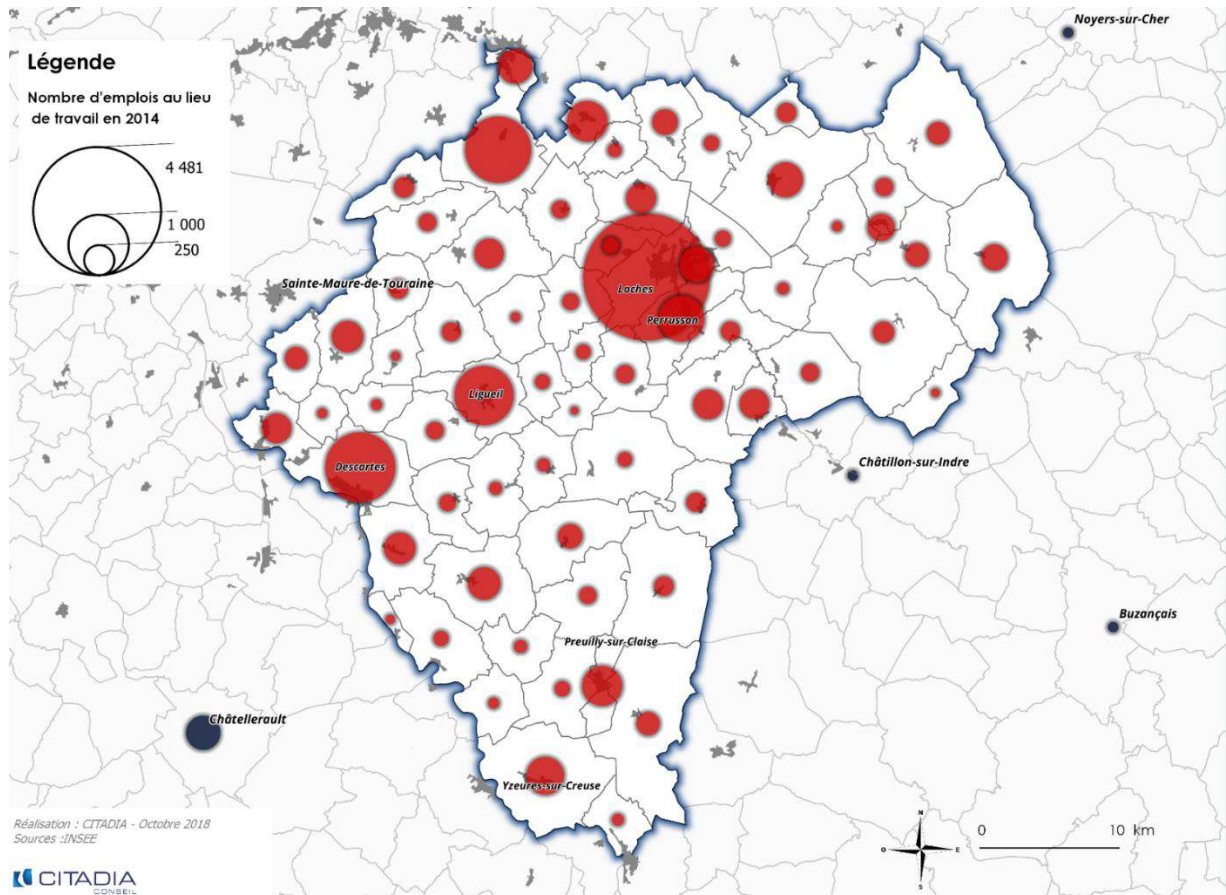 Légende
Nombre d'emplois au lieu
de travail en 2014
4 481
1 000
250
Noyers-sur-Cher
Sainte-Maure-de-Touraine
Loches
Perrusson
Ligueil
Descartes
Châtillon-sur-Indre
Buzançais
Preuilly-sur-Claise
Châtellerault
Yzeures-sur-Creuse
Réalisation : CITADIA - Octobre 2018
Sources :INSEE
CITADIA
CONSEIL
N
O
E
S
0 10 km